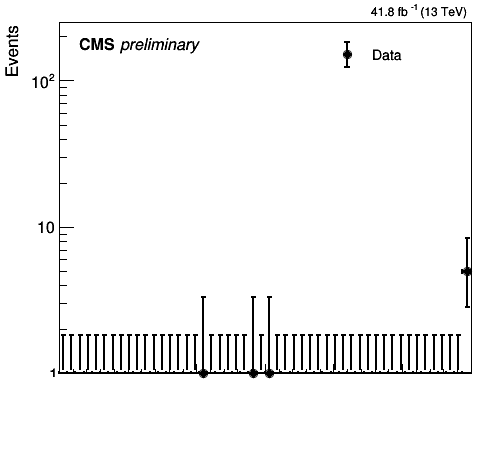 41.8 fb⁻¹ (13 TeV)
CMS preliminary
Data
Events
10²
10
1